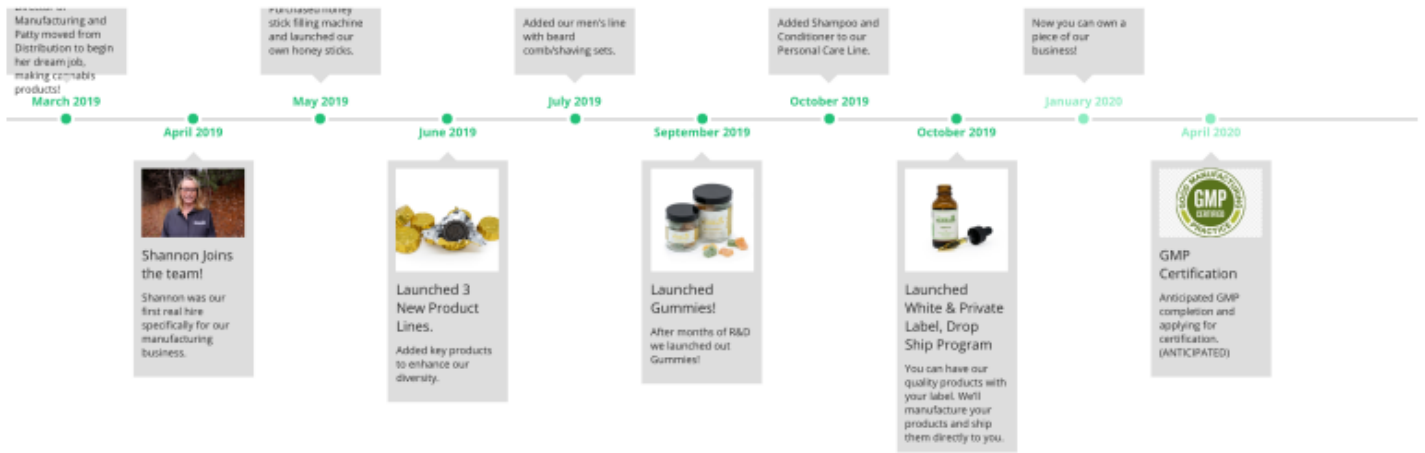 Manufacturing and
Patty moved from
Distribution to begin
her dream job,
making cannabis
products!
March 2019
April 2019
Shannon Joins
the team!
Shannon was our
first real hire
specifically for our
manufacturing
business.
Purchased honey
stick filling machine
and launched our
own honey sticks.
May 2019
June 2019
Launched 3
New Product
Lines.
Added key products
to enhance our
diversity.
Added our men's line
with beard
comb/shaving sets.
July 2019
September 2019
Launched
Gummies!
After months of R&D
we launched out
Gummies!
Added Shampoo and
Conditioner to our
Personal Care Line.
October 2019
October 2019
Launched
White & Private
Label, Drop
Ship Program
You can have our
quality products with
your label. We'll
manufacture your
products and ship
them directly to you.
Now you can own a
piece of our
business!
January 2020
April 2020
GOOD MANUFACTURING
GMP
CERTIFIED
PRACTICE
GMP
Certification
Anticipated GMP
completion and
applying for
certification.
(ANTICIPATED)